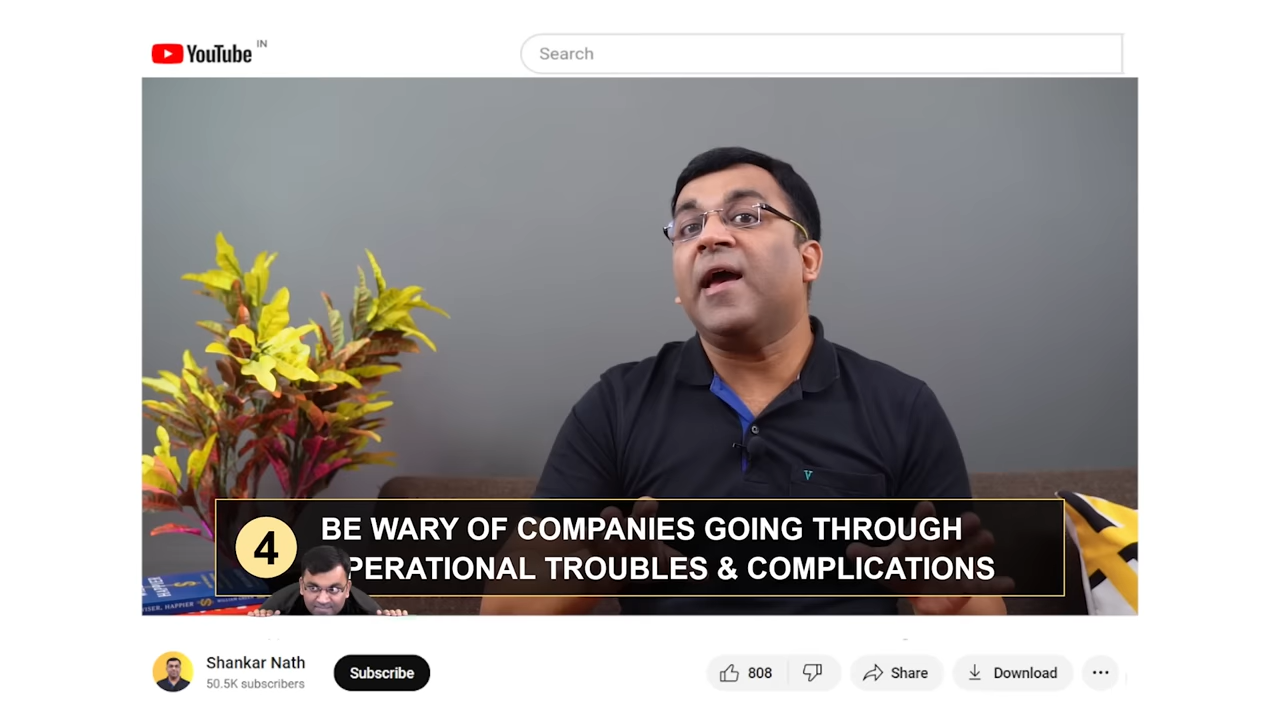 YouTube IN
Search
4
BE WARY OF COMPANIES GOING THROUGH
PERATIONAL TROUBLES & COMPLICATIONS
Shankar Nath
50.5K subscribers
Subscribe
808
Share
Download